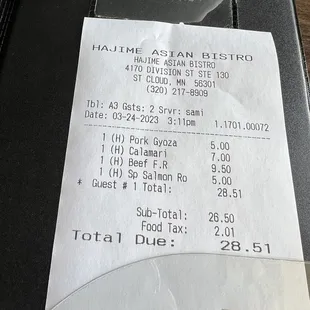 HAJIME ASIAN BISTRO
HAJIME ASIAN BISTRO
4170 DIVISION ST STE 130
ST CLOUD, MN 56301
(320) 217-8909
Tbl: A3 Gsts: 2 Srvr: sami
Date: 03-24-2023 3:11pm 1.1701.00072
1 (H) Pork Gyoza 5.00
1 (H) Calamari 7.00
1 (H) Beef F.R. 9.50
1 (H) Sp Salmon Ro 5.00
* Guest # 1 Total: 28.51
Sub-Total: 26.50
Food Tax: 2.01
Total Due: 28.51